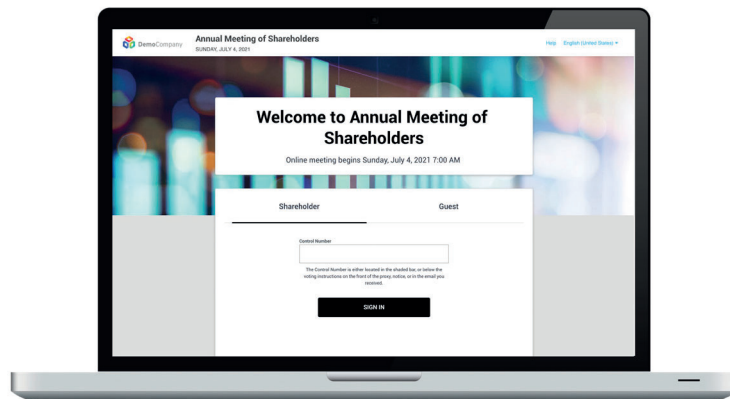 DemoCompany
Annual Meeting of Shareholders
SUNDAY, JULY 4, 2021
Help English (United States)
Welcome to Annual Meeting of
Shareholders
Online meeting begins Sunday, July 4, 2021 7:00 AM
Shareholder Guest
Control Number
The Control Number is either located in the shaded bar, or below the
voting instructions on the front of the proxy, notice, or in the email you
received.
SIGN IN